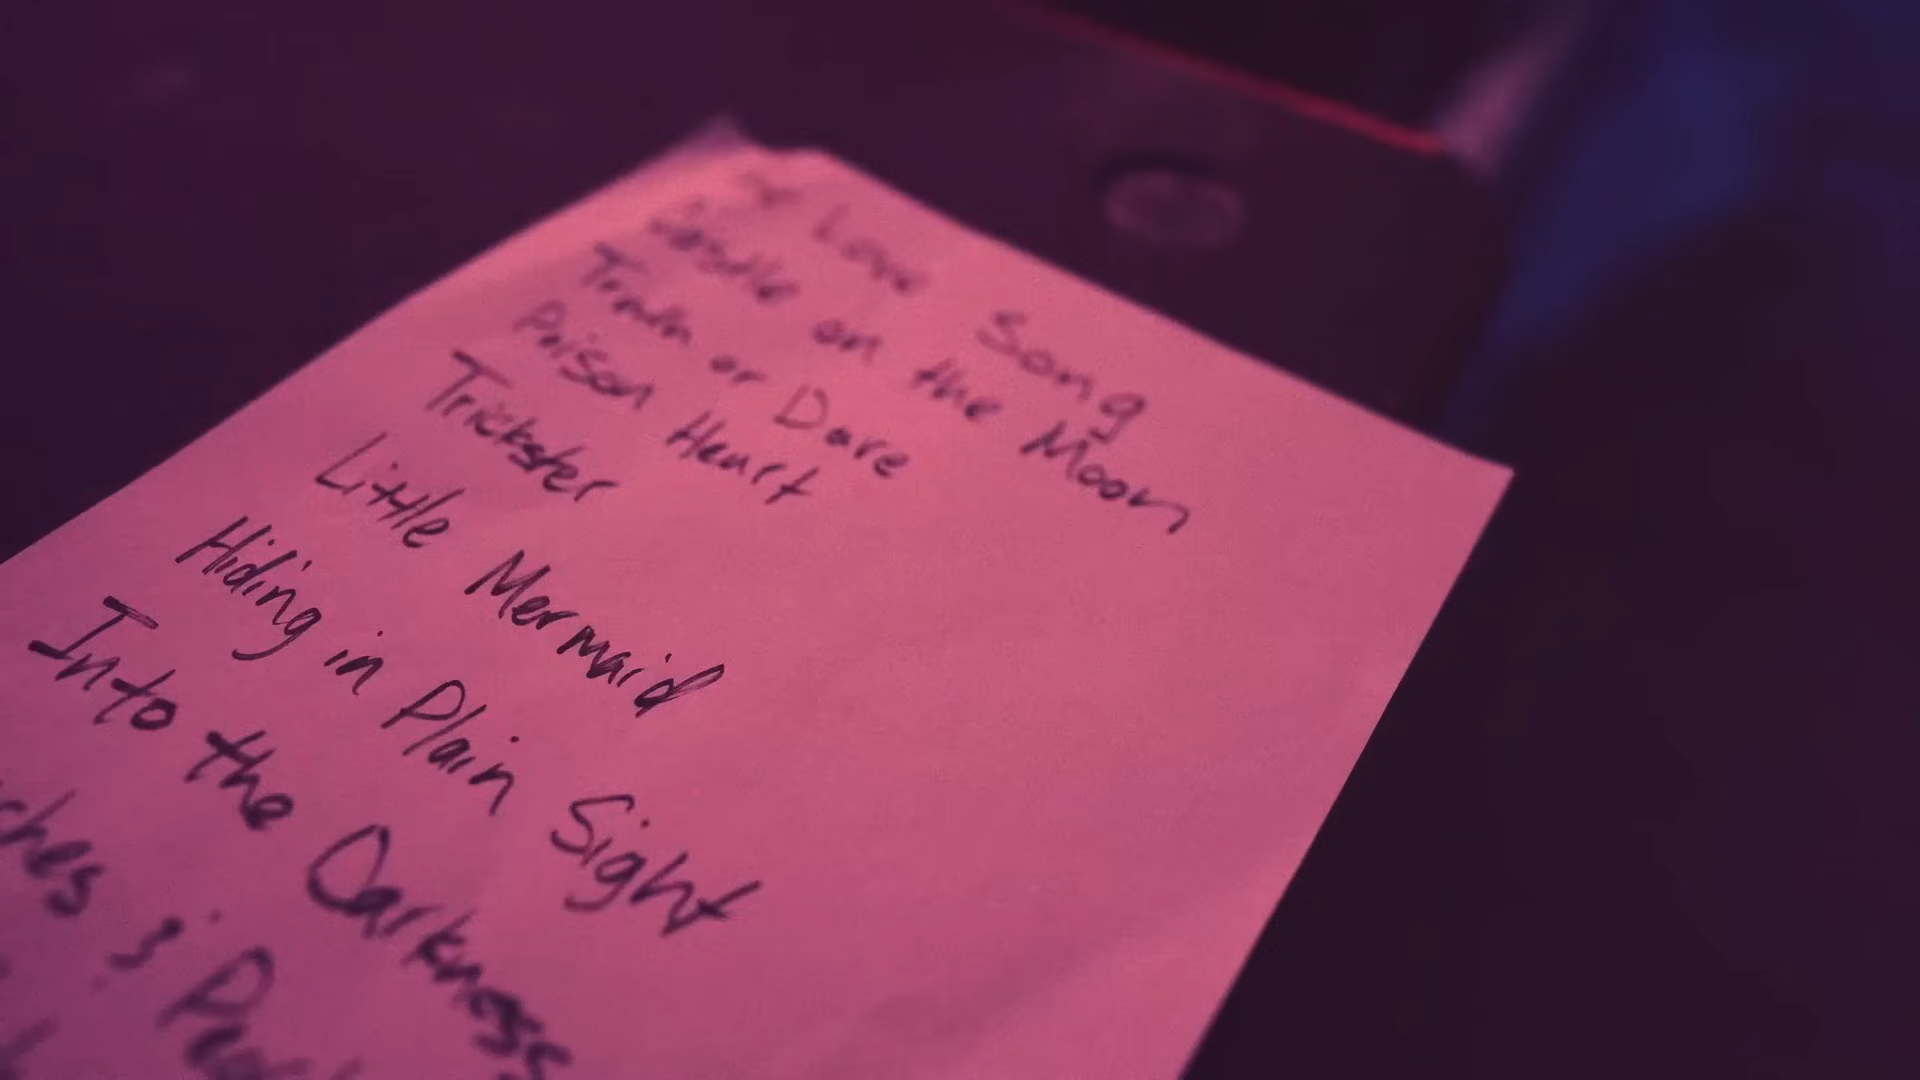 Love Song
Castle on the Moon
Truth or Dare
Poison Heart
Trickster
Little Mermaid
Hiding in Plain Sight
Into the Darkness